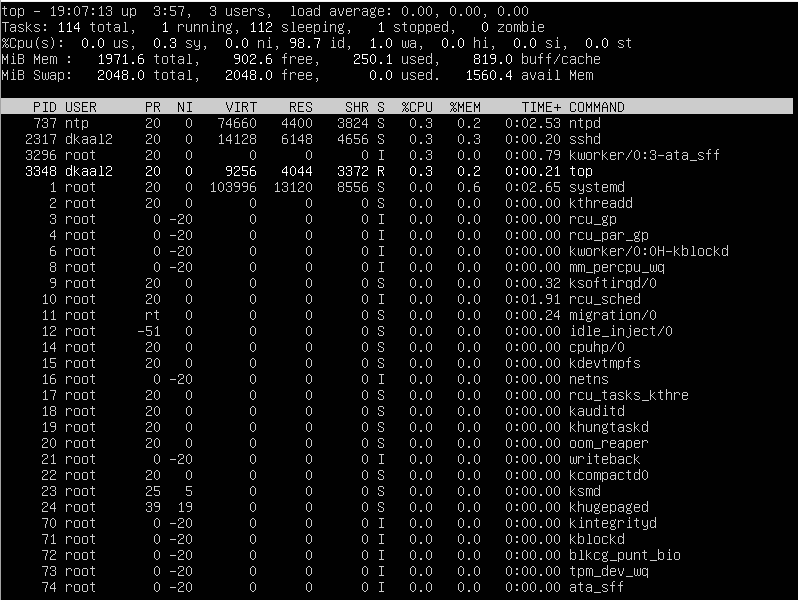 top - 19:07:13 up  3:57,  3 users,  load average: 0.00, 0.00, 0.00
Tasks: 114 total,   1 running, 112 sleeping,   1 stopped,   0 zombie
%Cpu(s):  0.0 us,  0.3 sy,  0.0 ni, 98.7 id,  1.0 wa,  0.0 hi,  0.0 si,  0.0 st
MiB Mem :   1971.6 total,    902.6 free,    250.1 used,    819.0 buff/cache
MiB Swap:   2048.0 total,   2048.0 free,      0.0 used.   1560.4 avail Mem
PID USER      PR  NI    VIRT    RES    SHR S  %CPU  %MEM     TIME+ COMMAND
737 ntp       20   0   74660   4400   3824 S   0.3   0.2   0:02.53 ntpd
2317 dkaal2    20   0   14128   6148   4656 S   0.3   0.3   0:00.20 sshd
3296 root      20   0       0      0      0 I   0.3   0.0   0:00.79 kworker/0:3-ata_sff
3348 dkaal2    20   0    9256   4044   3372 R   0.3   0.2   0:00.21 top
1 root      20   0  103996  13120   8556 S   0.0   0.6   0:02.65 systemd
2 root      20   0       0      0      0 S   0.0   0.0   0:00.00 kthreadd
3 root       0 -20       0      0      0 I   0.0   0.0   0:00.00 rcu_gp
4 root       0 -20       0      0      0 I   0.0   0.0   0:00.00 rcu_par_gp
6 root       0 -20       0      0      0 I   0.0   0.0   0:00.00 kworker/0:0H-kblockd
8 root       0 -20       0      0      0 I   0.0   0.0   0:00.00 mm_percpu_wq
9 root      20   0       0      0      0 S   0.0   0.0   0:00.32 ksoftirqd/0
10 root      20   0       0      0      0 I   0.0   0.0   0:01.91 rcu_sched
11 root      rt   0       0      0      0 S   0.0   0.0   0:00.24 migration/0
12 root     -51   0       0      0      0 S   0.0   0.0   0:00.00 idle_inject/0
14 root      20   0       0      0      0 S   0.0   0.0   0:00.00 cpuhp/0
15 root      20   0       0      0      0 S   0.0   0.0   0:00.00 kdevtmpfs
16 root       0 -20       0      0      0 I   0.0   0.0   0:00.00 netns
17 root      20   0       0      0      0 S   0.0   0.0   0:00.00 rcu_tasks_kthre
18 root      20   0       0      0      0 S   0.0   0.0   0:00.00 kauditd
19 root      20   0       0      0      0 S   0.0   0.0   0:00.00 khungtaskd
20 root      20   0       0      0      0 S   0.0   0.0   0:00.00 oom_reaper
21 root       0 -20       0      0      0 I   0.0   0.0   0:00.00 writeback
22 root      20   0       0      0      0 S   0.0   0.0   0:00.00 kcompactd0
23 root      25   5       0      0      0 S   0.0   0.0   0:00.00 ksmd
24 root      39  19       0      0      0 S   0.0   0.0   0:00.00 khugepaged
70 root       0 -20       0      0      0 I   0.0   0.0   0:00.00 kintegrityd
71 root       0 -20       0      0      0 I   0.0   0.0   0:00.00 kblockd
72 root       0 -20       0      0      0 I   0.0   0.0   0:00.00 blkcg_punt_bio
73 root       0 -20       0      0      0 I   0.0   0.0   0:00.00 tpm_dev_wq
74 root       0 -20       0      0      0 I   0.0   0.0   0:00.00 ata_sff